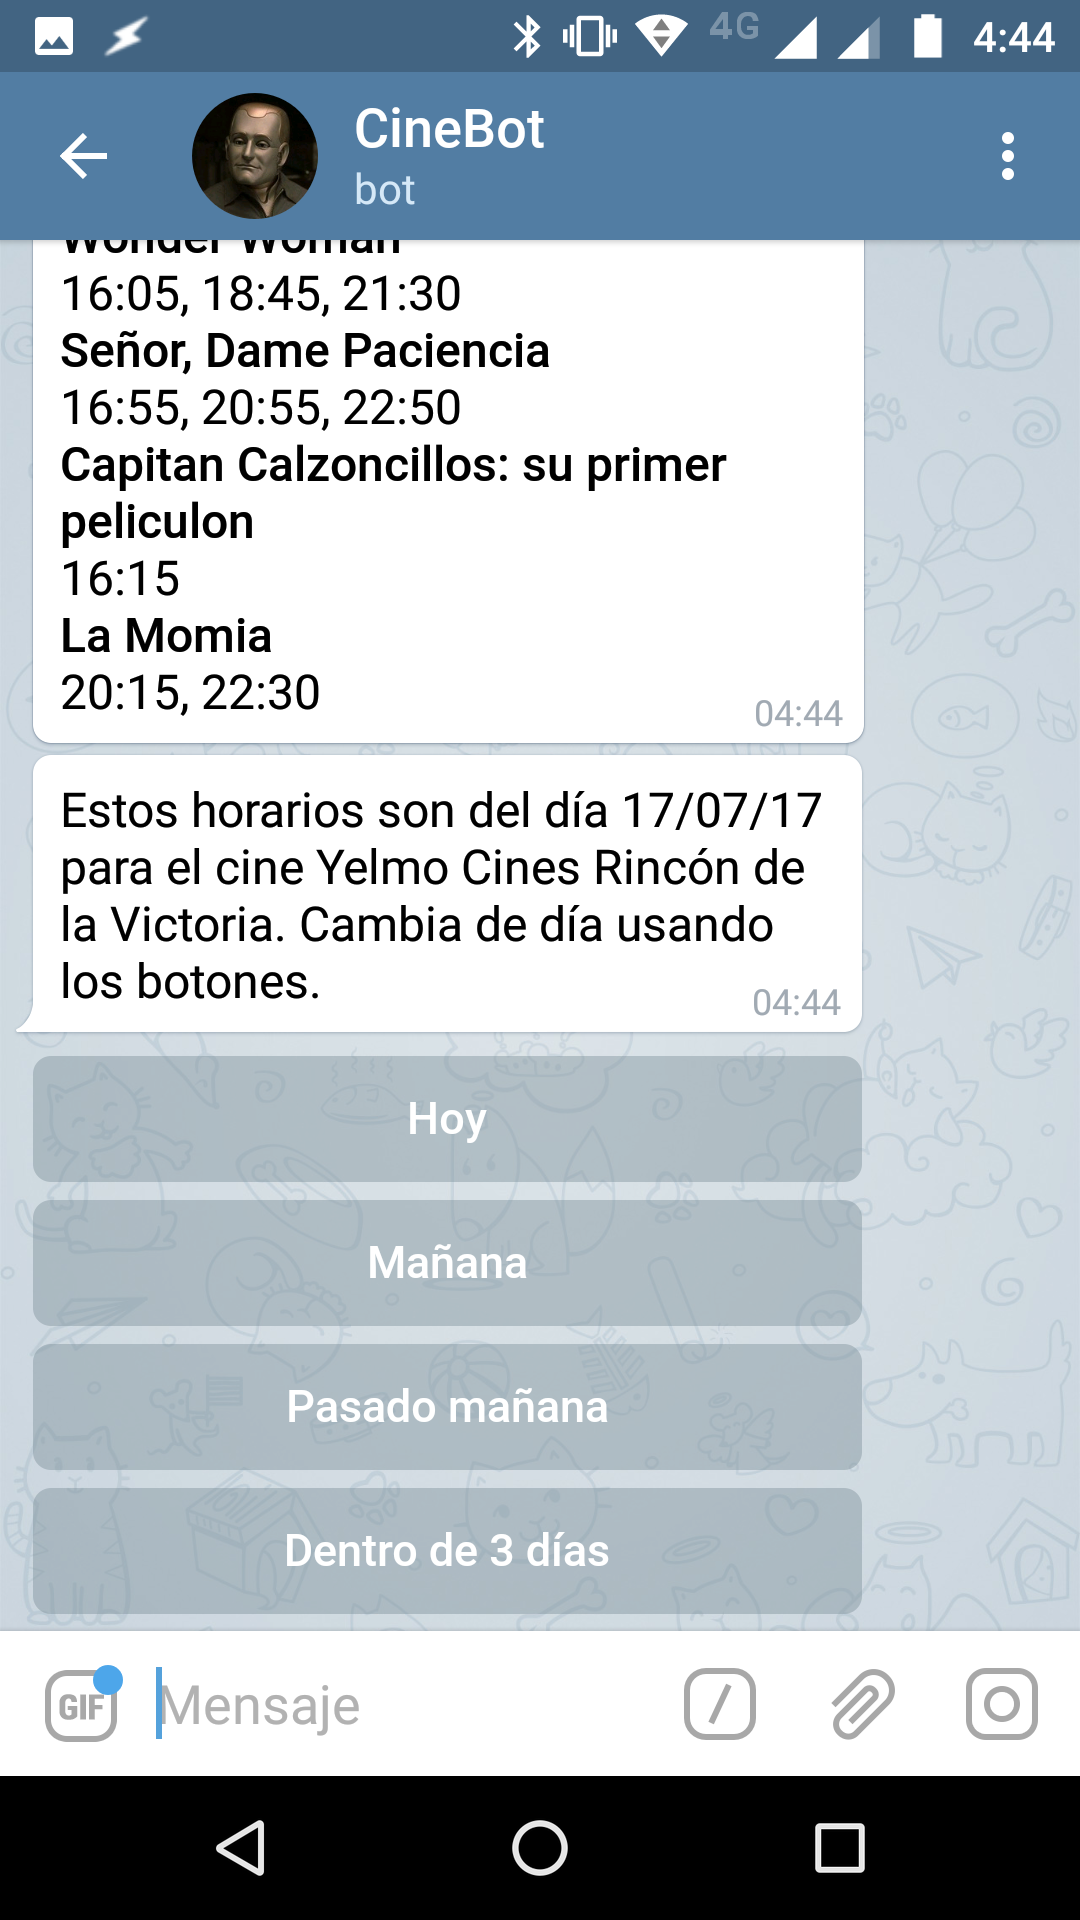 4G 4:44
CineBot
bot
Wonder Woman
16:05, 18:45, 21:30
Señor, Dame Paciencia
16:55, 20:55, 22:50
Capitan Calzoncillos: su primer
peliculon
16:15
La Momia
20:15, 22:30
04:44
Estos horarios son del día 17/07/17
para el cine Yelmo Cines Rincón de
la Victoria. Cambia de día usando
los botones.
04:44
Hoy
Mañana
Pasado mañana
Dentro de 3 días
GIF Mensaje